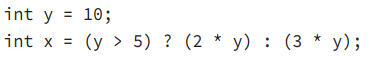 int y = 10;
int x = (y > 5) ? (2 * y) : (3 * y);